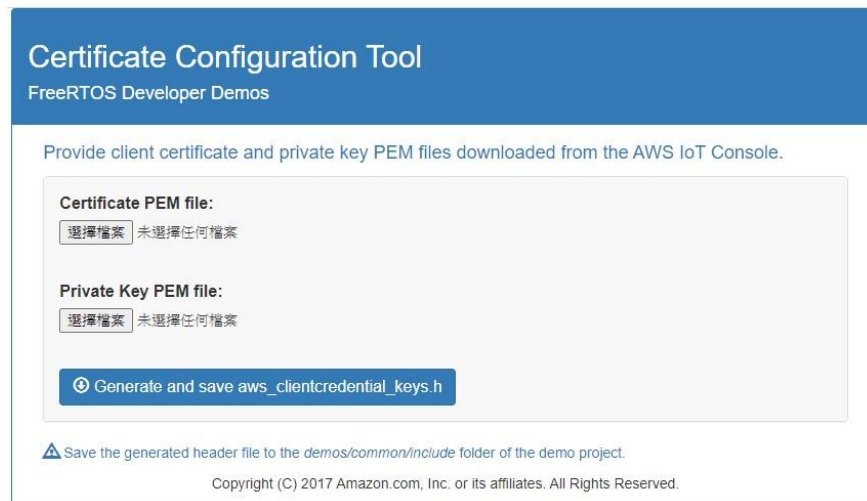 Certificate Configuration Tool
FreeRTOS Developer Demos
Provide client certificate and private key PEM files downloaded from the AWS IoT Console.
Certificate PEM file:
選擇檔案 未選擇任何檔案
Private Key PEM file:
選擇檔案 未選擇任何檔案
Generate and save aws_clientcredential_keys.h
Save the generated header file to the demos/common/include folder of the demo project.
Copyright (C) 2017 Amazon.com, Inc. or its affiliates. All Rights Reserved.